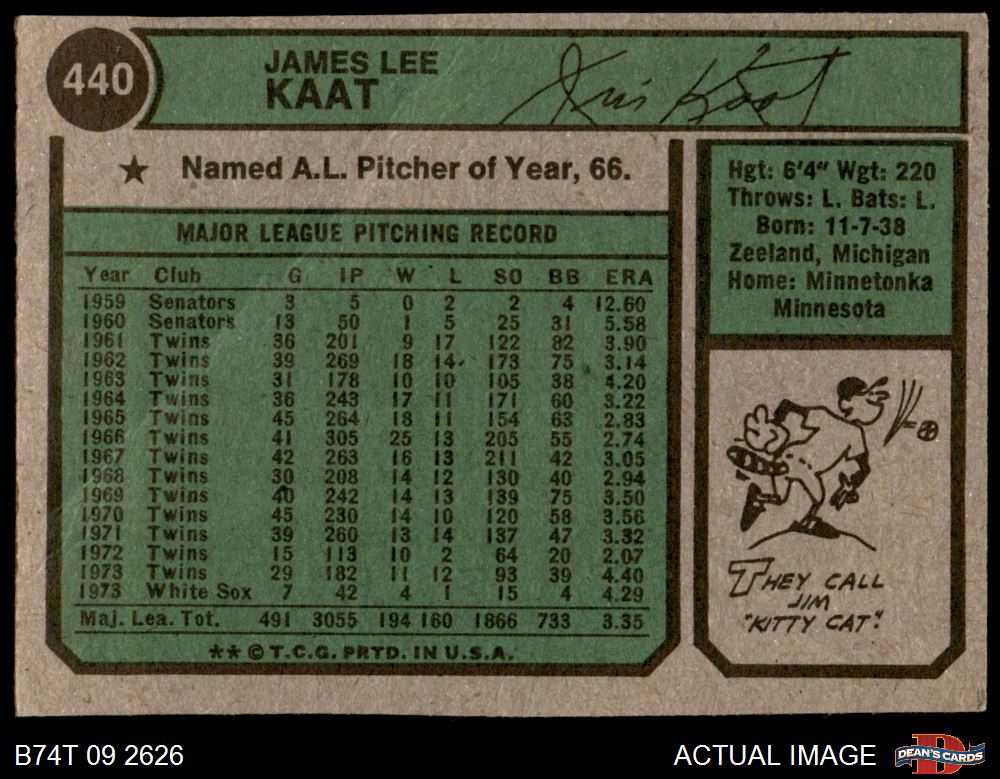 440
JAMES LEE
KAAT
Jim Kaat
★ Named A.L. Pitcher of Year, 66.
MAJOR LEAGUE PITCHING RECORD
Year Club G IP W L SO BB ERA
1959 Senators 3 5 0 2 2 4 12.60
1960 Senators 13 50 1 5 25 31 5.58
1961 Twins 36 201 9 17 122 82 3.90
1962 Twins 39 269 18 14 173 75 3.14
1963 Twins 31 178 10 10 105 38 4.20
1964 Twins 36 243 17 11 171 60 3.22
1965 Twins 45 264 18 11 154 63 2.83
1966 Twins 41 305 25 13 205 55 2.74
1967 Twins 42 263 16 13 211 42 3.05
1968 Twins 30 208 14 12 130 40 2.94
1969 Twins 40 242 14 13 139 75 3.50
1970 Twins 45 230 14 10 120 58 3.56
1971 Twins 39 260 13 14 137 47 3.32
1972 Twins 15 113 10 2 64 20 2.07
1973 Twins 29 182 11 12 93 39 4.40
1973 White Sox 7 42 4 1 15 4 4.29
Maj. Lea. Tot. 491 3055 194 160 1866 733 3.35
** © T.C.G. PRTD. IN U.S.A.
Hgt: 6'4" Wgt: 220
Throws: L. Bats: L.
Born: 11-7-38
Zeeland, Michigan
Home: Minnetonka
Minnesota
THEY CALL
JIM
"KITTY CAT".
B74T 09 2626
ACTUAL IMAGE
D
DEAN'S CARDS